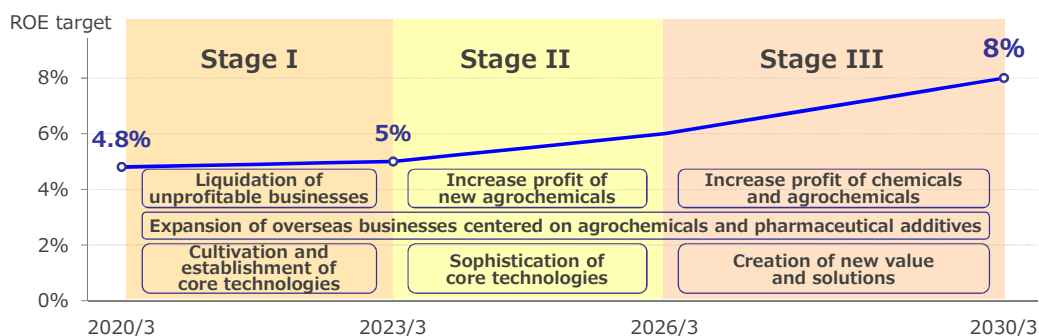 ROE target
Stage I
Stage II
Stage III
8%
8%
6%
4.8%
5%
4%
Liquidation of
unprofitable businesses
Increase profit of
new agrochemicals
Increase profit of chemicals
and agrochemicals
Expansion of overseas businesses centered on agrochemicals and pharmaceutical additives
2%
Cultivation and
establishment of
core technologies
Sophistication of
core technologies
Creation of new value
and solutions
0%
2020/3
2023/3
2026/3
2030/3